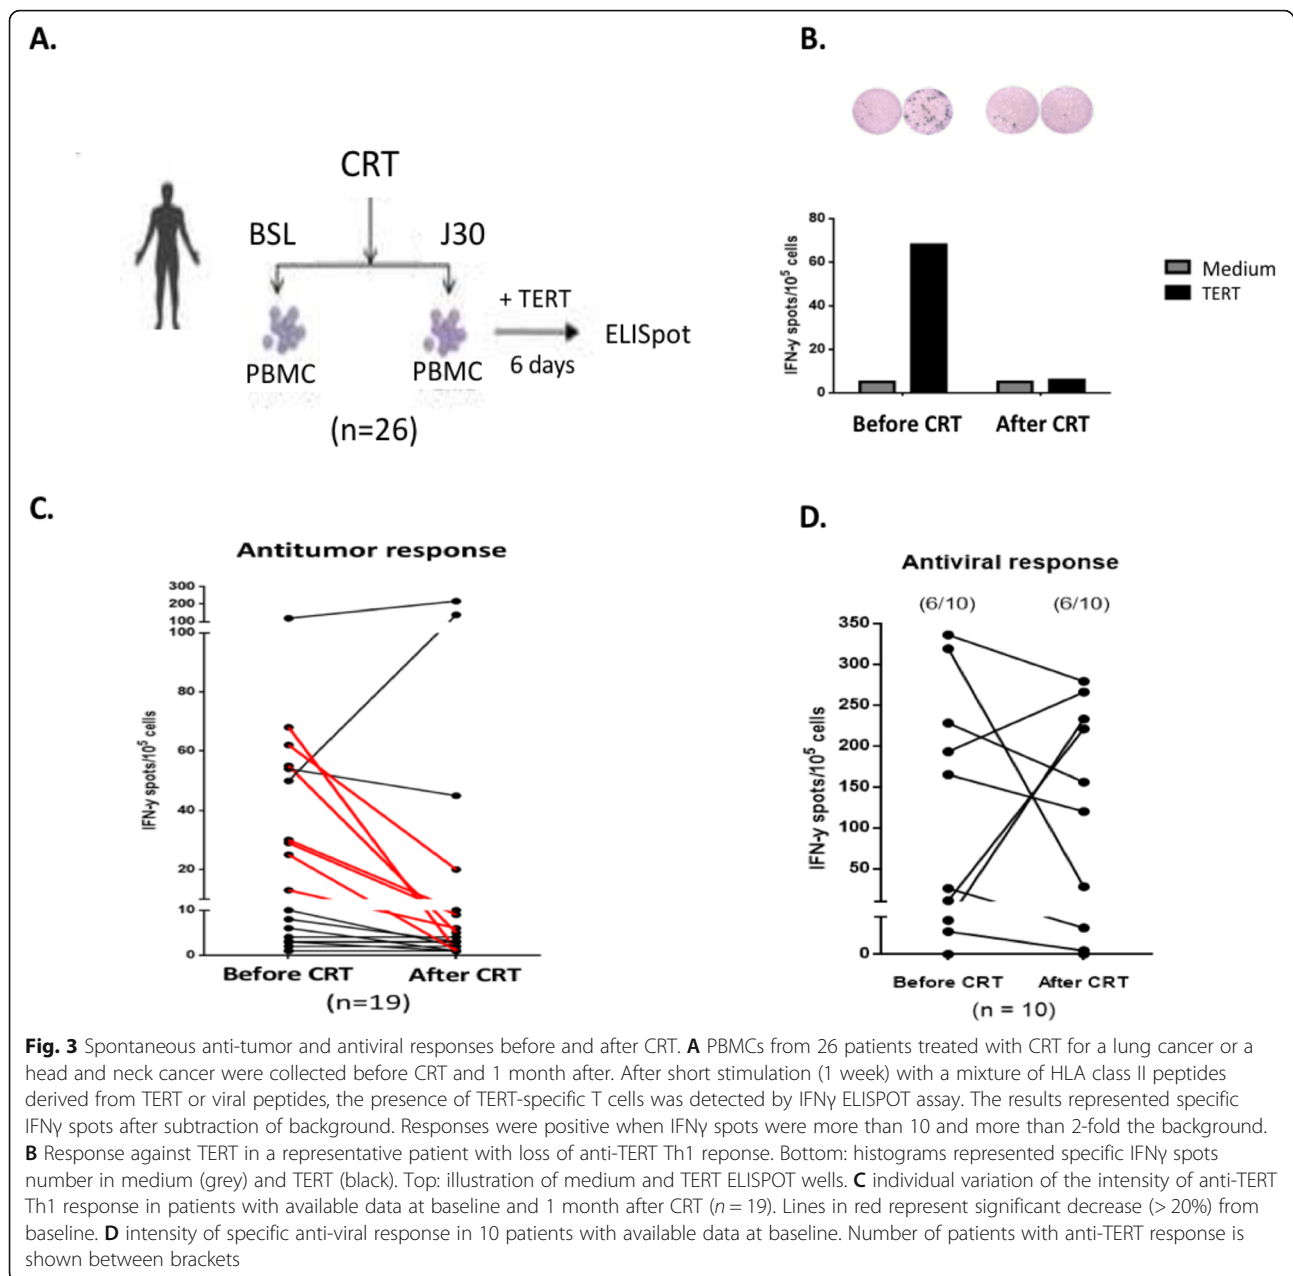 A.
CRT
BSL
J30
PBMC
PBMC
+ TERT
6 days
ELISpot
(n=26)
B.
IFN-y spots/10⁵ cells
80
60
40
20
0
Before CRT
After CRT
Medium
TERT
C.
Antitumor response
IFN-y spots/10⁵ cells
300
200
100
100
80
60
40
20
10
0
Before CRT
After CRT
(n=19)
D.
Antiviral response
(6/10)
(6/10)
IFN-y spots/10⁵ cells
350
300
250
200
150
100
50
0
Before CRT
After CRT
(n = 10)
Fig. 3 Spontaneous anti-tumor and antiviral responses before and after CRT. A PBMCs from 26 patients treated with CRT for a lung cancer or a
head and neck cancer were collected before CRT and 1 month after. After short stimulation (1 week) with a mixture of HLA class II peptides
derived from TERT or viral peptides, the presence of TERT-specific T cells was detected by IFNγ ELISPOT assay. The results represented specific
IFNγ spots after subtraction of background. Responses were positive when IFNγ spots were more than 10 and more than 2-fold the background.
B Response against TERT in a representative patient with loss of anti-TERT Th1 reponse. Bottom: histograms represented specific IFNγ spots
number in medium (grey) and TERT (black). Top: illustration of medium and TERT ELISPOT wells. C individual variation of the intensity of anti-TERT
Th1 response in patients with available data at baseline and 1 month after CRT (n = 19). Lines in red represent significant decrease (> 20%) from
baseline. D intensity of specific anti-viral response in 10 patients with available data at baseline. Number of patients with anti-TERT response is
shown between brackets